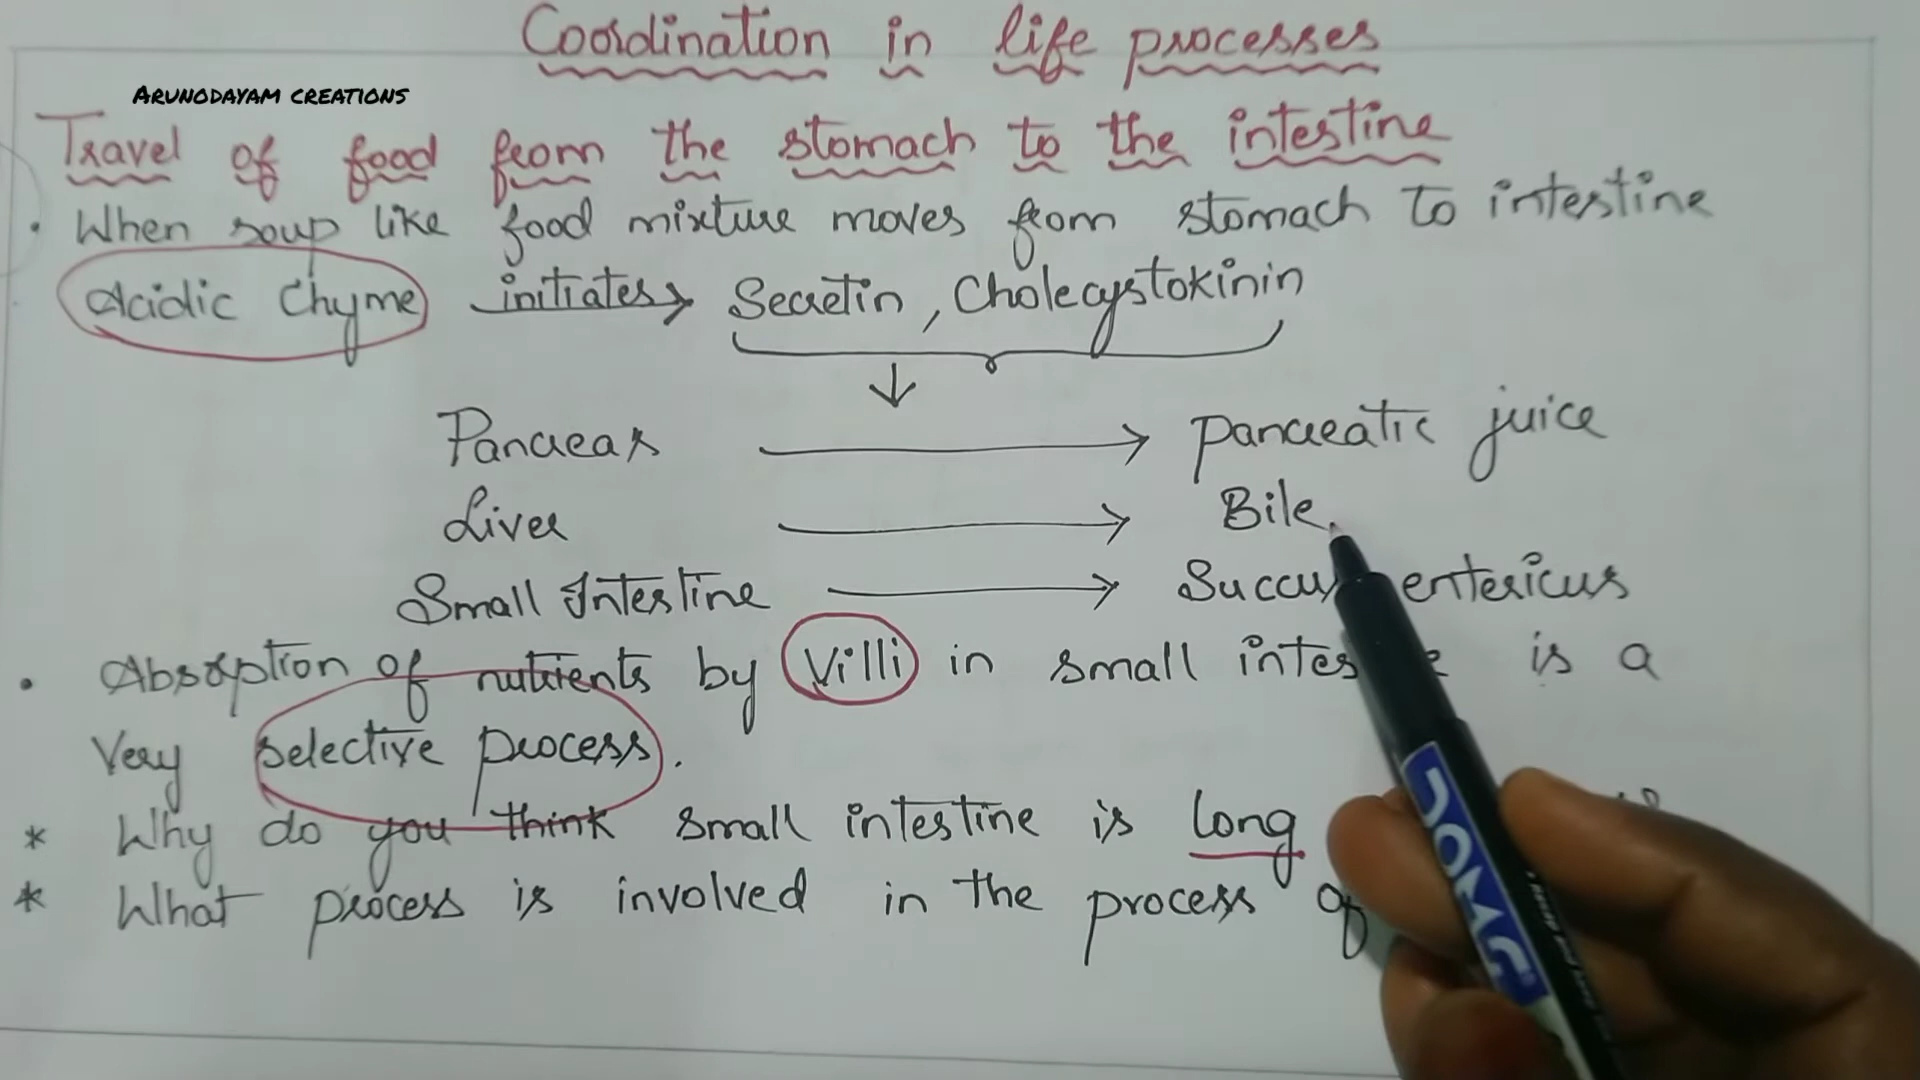 Coordination in life processes
ARUNODAYAM CREATIONS
Travel of food from the stomach to the intestine
• When soup like food mixture moves from stomach to intestine
Acidic Chyme initiates → Secretin, Cholecystokinin
↓
Pancreas → pancreatic juice
Liver → Bile
Small Intestine → Succus entericus
• Absorption of nutrients by Villi in small is a
Very selective process.
* Why do you think small intestine is long
* What process is involved in the process of
DOMS